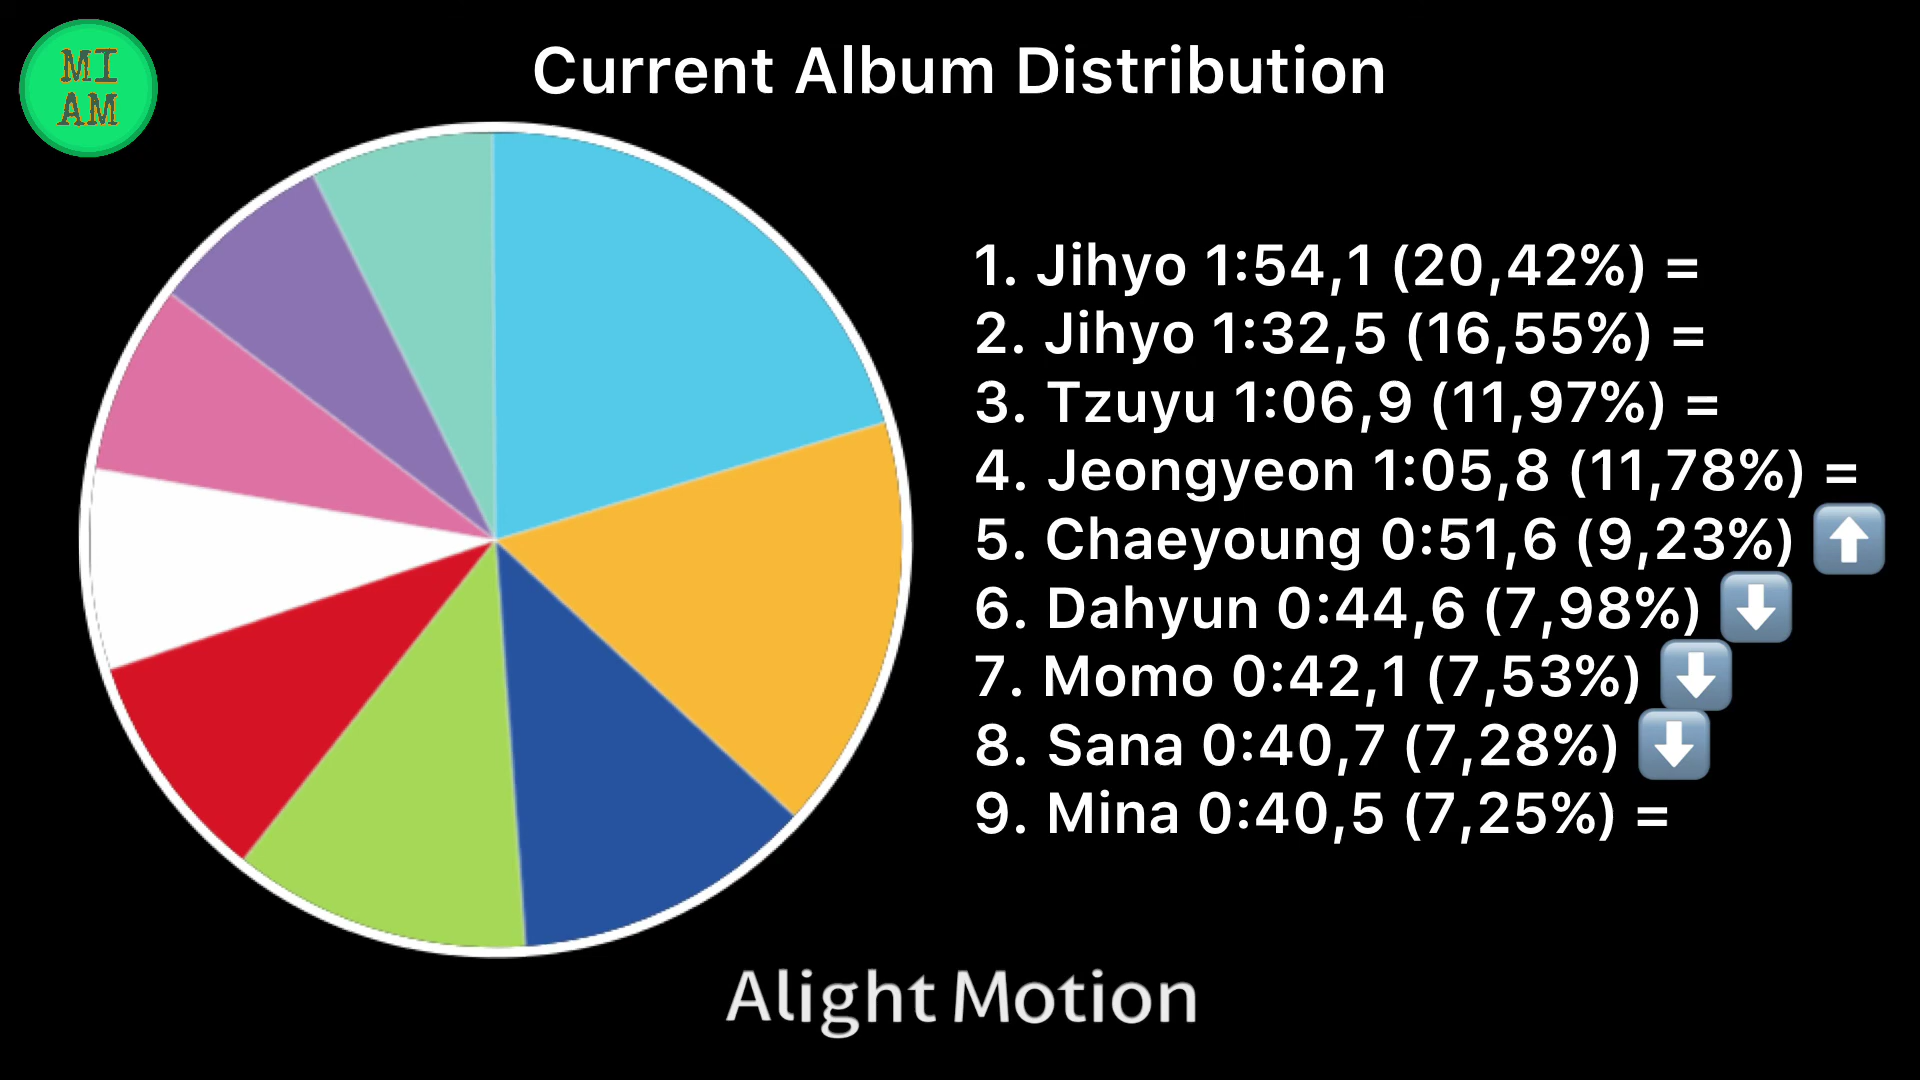 MI
AM
Current Album Distribution
1. Jihyo 1:54,1 (20,42%) =
2. Jihyo 1:32,5 (16,55%) =
3. Tzuyu 1:06,9 (11,97%) =
4. Jeongyeon 1:05,8 (11,78%) =
5. Chaeyoung 0:51,6 (9,23%) ⬆️
6. Dahyun 0:44,6 (7,98%) ⬇️
7. Momo 0:42,1 (7,53%) ⬇️
8. Sana 0:40,7 (7,28%) ⬇️
9. Mina 0:40,5 (7,25%) =
Alight Motion